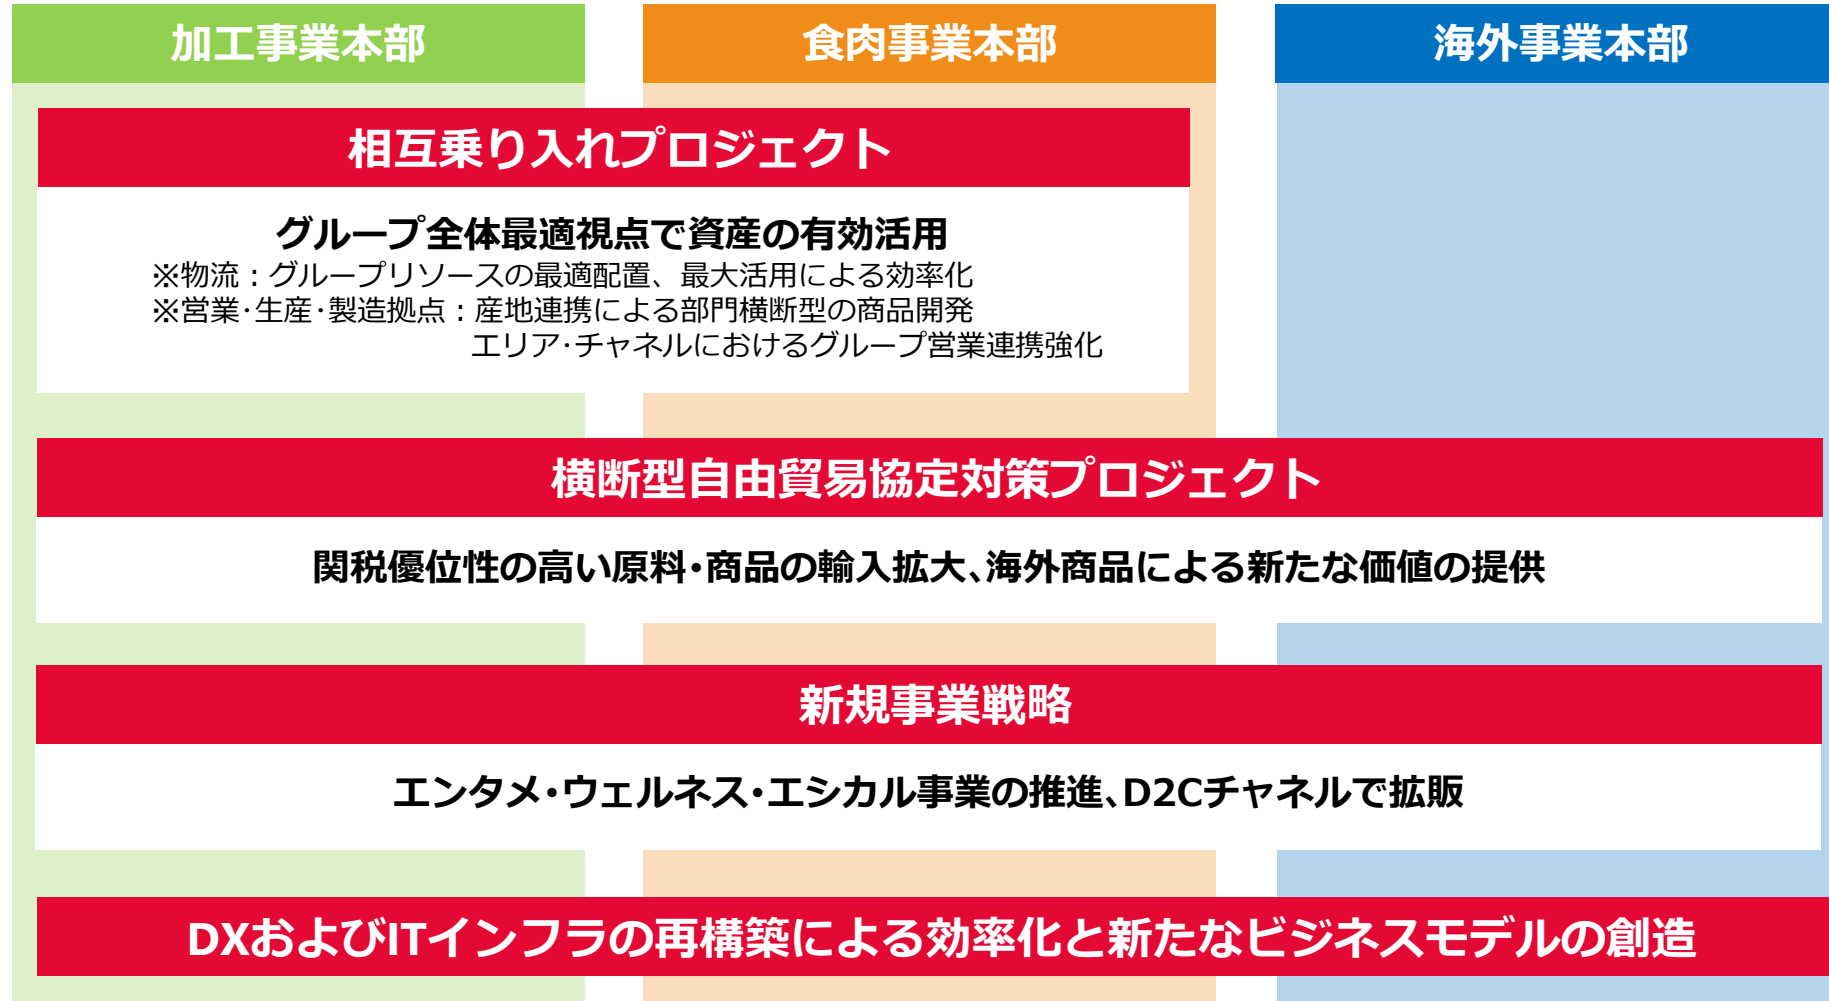 加工事業本部
食肉事業本部
海外事業本部
相互乗り入れプロジェクト
グループ全体最適視点で資産の有効活用
※物流：グループリソースの最適配置、最大活用による効率化
※営業･生産･製造拠点：産地連携による部門横断型の商品開発
エリア･チャネルにおけるグループ営業連携強化
横断型自由貿易協定対策プロジェクト
関税優位性の高い原料･商品の輸入拡大､海外商品による新たな価値の提供
新規事業戦略
エンタメ･ウェルネス･エシカル事業の推進､D2Cチャネルで拡販
DXおよびITインフラの再構築による効率化と新たなビジネスモデルの創造